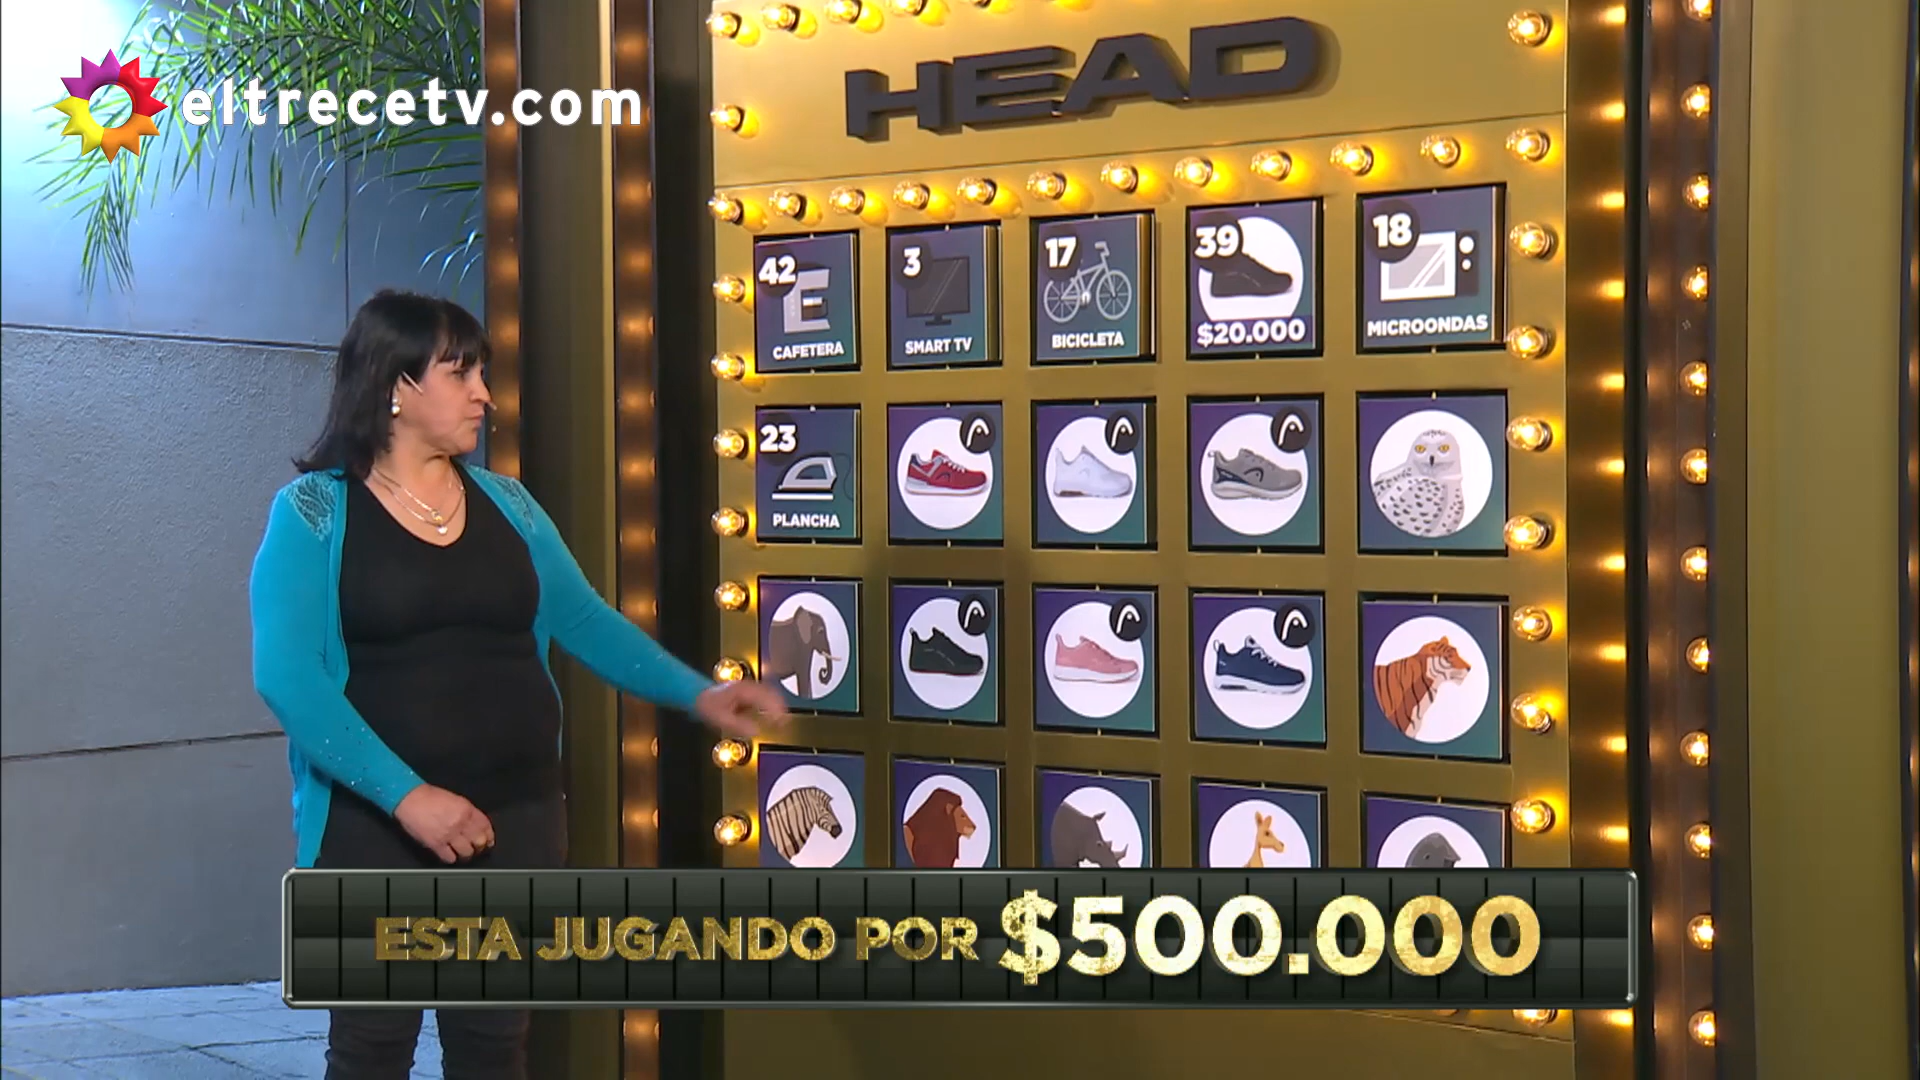 eltrecetv.com
HEAD
42
CAFETERA
3
SMART TV
17
BICICLETA
39
$20.000
18
MICROONDAS
23
PLANCHA
ESTA JUGANDO POR $500.000